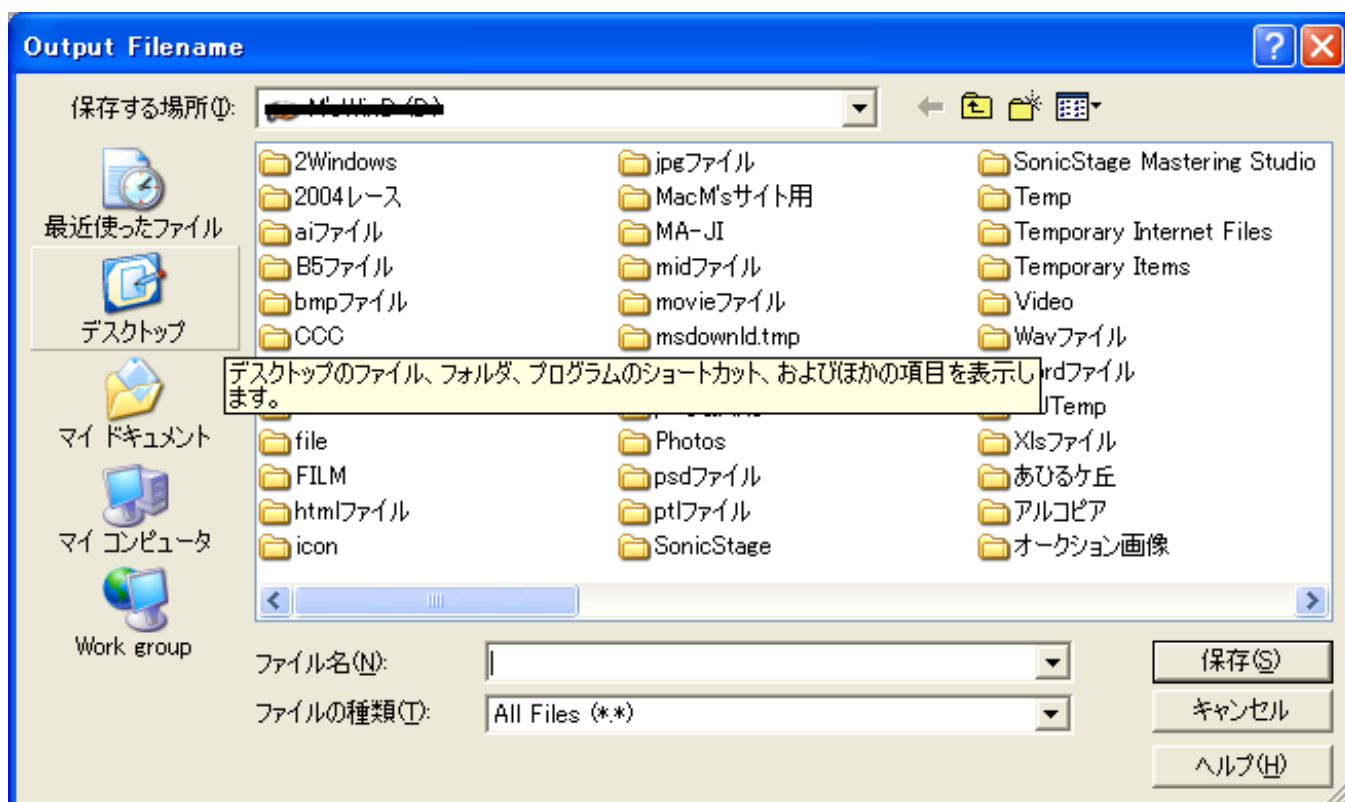 Output Filename
保存する場所(I):
最近使ったファイル
デスクトップ
マイ ドキュメント
マイ コンピュータ
Work group
2Windows
2004レース
aiファイル
B5ファイル
bmpファイル
CCC
file
FILM
htmlファイル
icon
jpgファイル
MacM'sサイト用
MA-JI
midファイル
movieファイル
msdownld.tmp
Photos
psdファイル
ptlファイル
SonicStage
SonicStage Mastering Studio
Temp
Temporary Internet Files
Temporary Items
Video
Wavファイル
Xlsファイル
あひるケ丘
アルコピア
オークション画像
デスクトップのファイル、フォルダ、プログラムのショートカット、およびほかの項目を表示し
ます。
ファイル名(N):
保存(S)
ファイルの種類(T):
All Files (*.*)
キャンセル
ヘルプ(H)